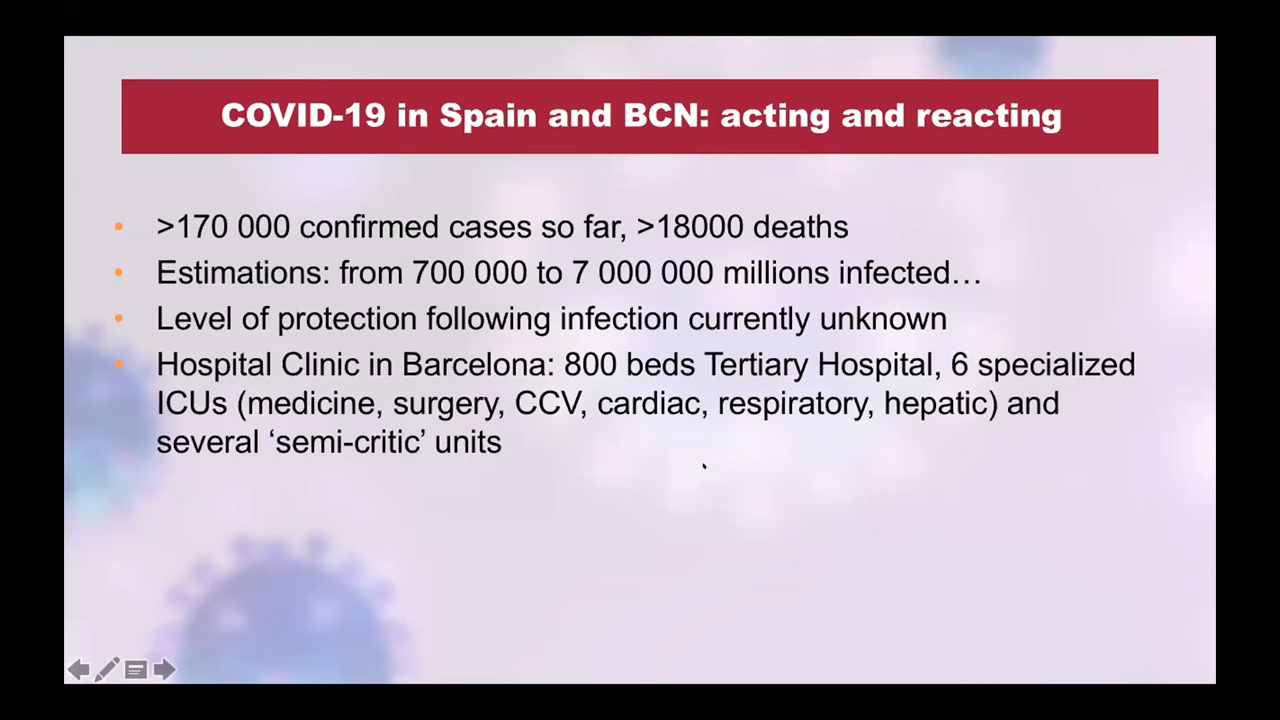 COVID-19 in Spain and BCN: acting and reacting
• >170 000 confirmed cases so far, >18000 deaths
• Estimations: from 700 000 to 7 000 000 millions infected…
• Level of protection following infection currently unknown
• Hospital Clinic in Barcelona: 800 beds Tertiary Hospital, 6 specialized
ICUs (medicine, surgery, CCV, cardiac, respiratory, hepatic) and
several ‘semi-critic’ units